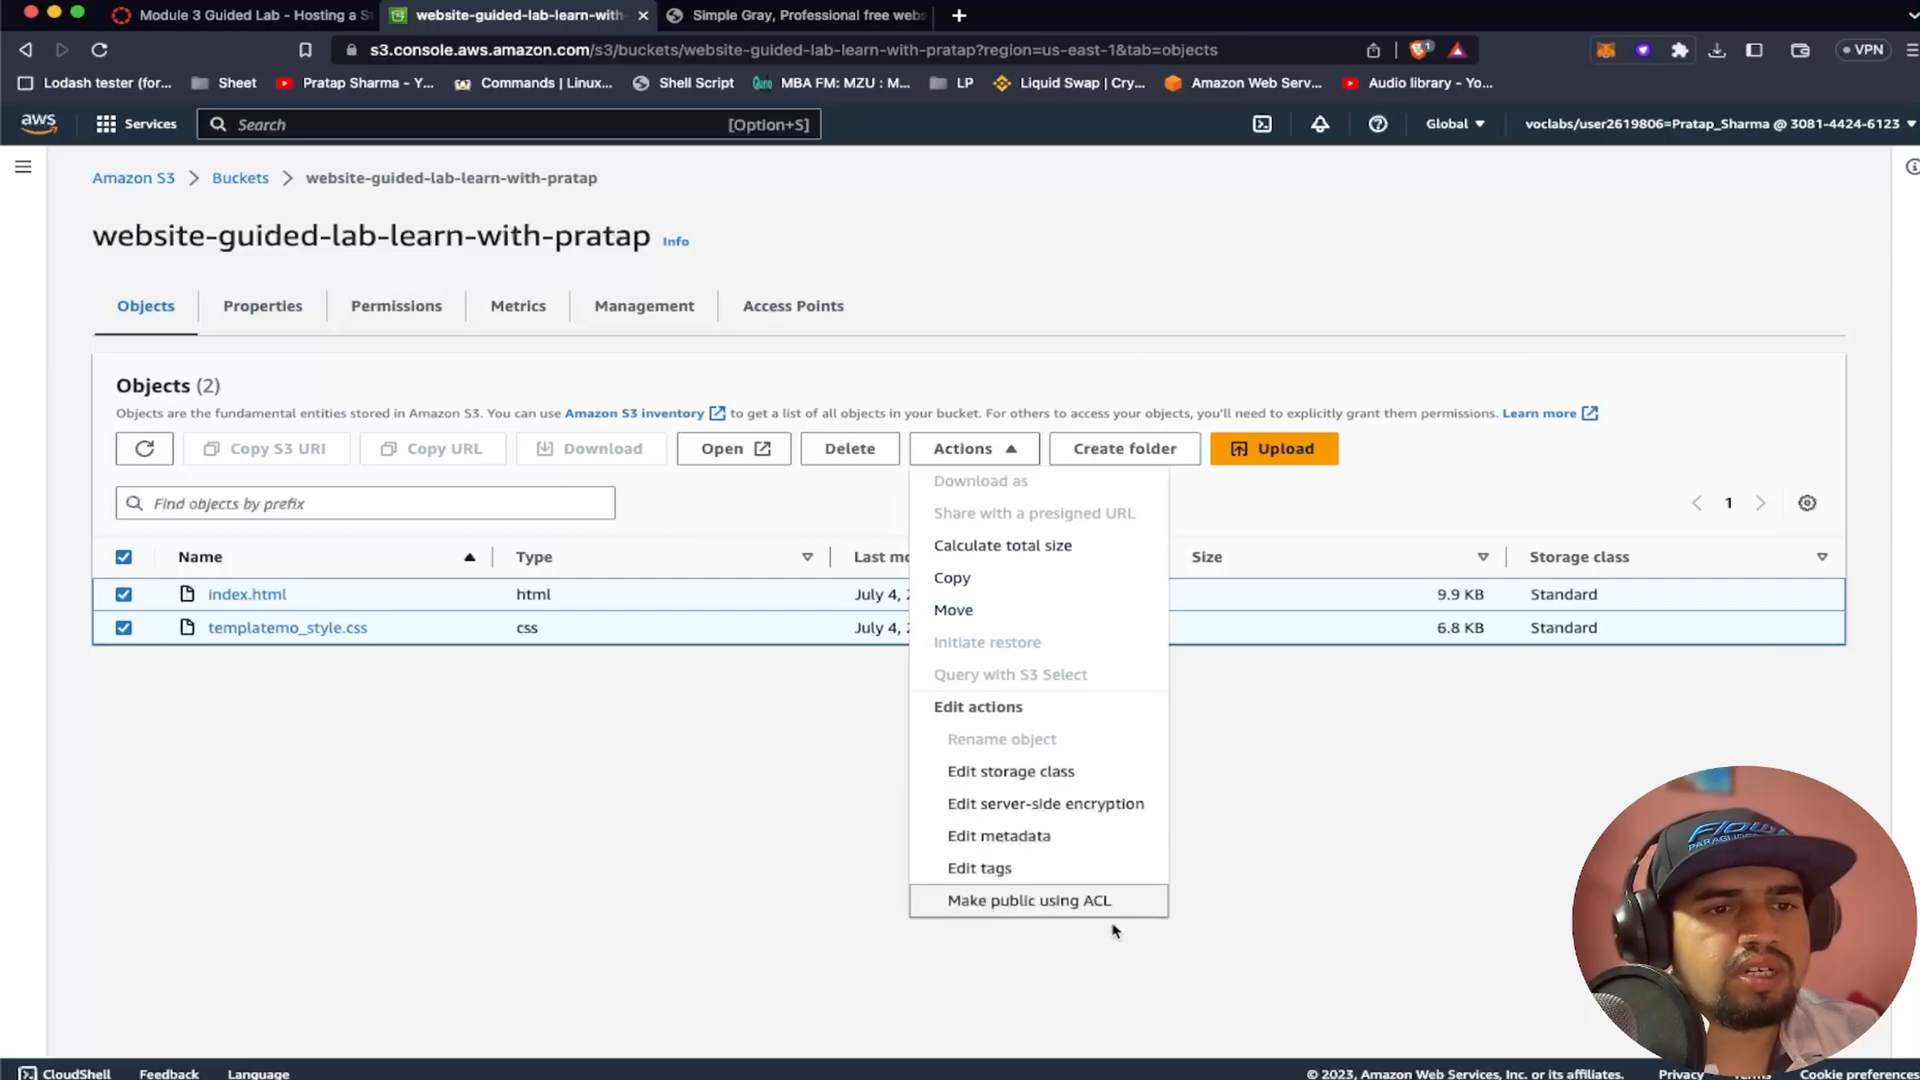 Module 3 Guided Lab - Hosting a S
website-guided-lab-learn-with-
Simple Gray, Professional free webs
s3.console.aws.amazon.com/s3/buckets/website-guided-lab-learn-with-pratap?region=us-east-1&tab=objects
1
VPN
Lodash tester (for...
Sheet
Pratap Sharma - Y...
Commands | Linux...
Shell Script
MBA FM: MZU : M...
LP
Liquid Swap | Cry...
Amazon Web Serv...
Audio library - Yo...
aws
Services
Search
[Option+S]
Global
voclabs/user2619806=Pratap_Sharma @ 3081-4424-6123
Amazon S3 > Buckets > website-guided-lab-learn-with-pratap
website-guided-lab-learn-with-pratap Info
Objects
Properties
Permissions
Metrics
Management
Access Points
Objects (2)
Objects are the fundamental entities stored in Amazon S3. You can use Amazon S3 inventory to get a list of all objects in your bucket. For others to access your objects, you'll need to explicitly grant them permissions. Learn more
Copy S3 URI
Copy URL
Download
Open
Delete
Actions
Create folder
Upload
Download as
Share with a presigned URL
Calculate total size
Copy
Move
Initiate restore
Query with S3 Select
Edit actions
Rename object
Edit storage class
Edit server-side encryption
Edit metadata
Edit tags
Make public using ACL
Find objects by prefix
1
Name
Type
Last mo
Size
Storage class
index.html
html
July 4, 2
9.9 KB
Standard
templatemo_style.css
css
July 4, 2
6.8 KB
Standard
CloudShell
Feedback
Language
© 2023, Amazon Web Services, Inc. or its affiliates.
Privacy
Terms
Cookie preferences